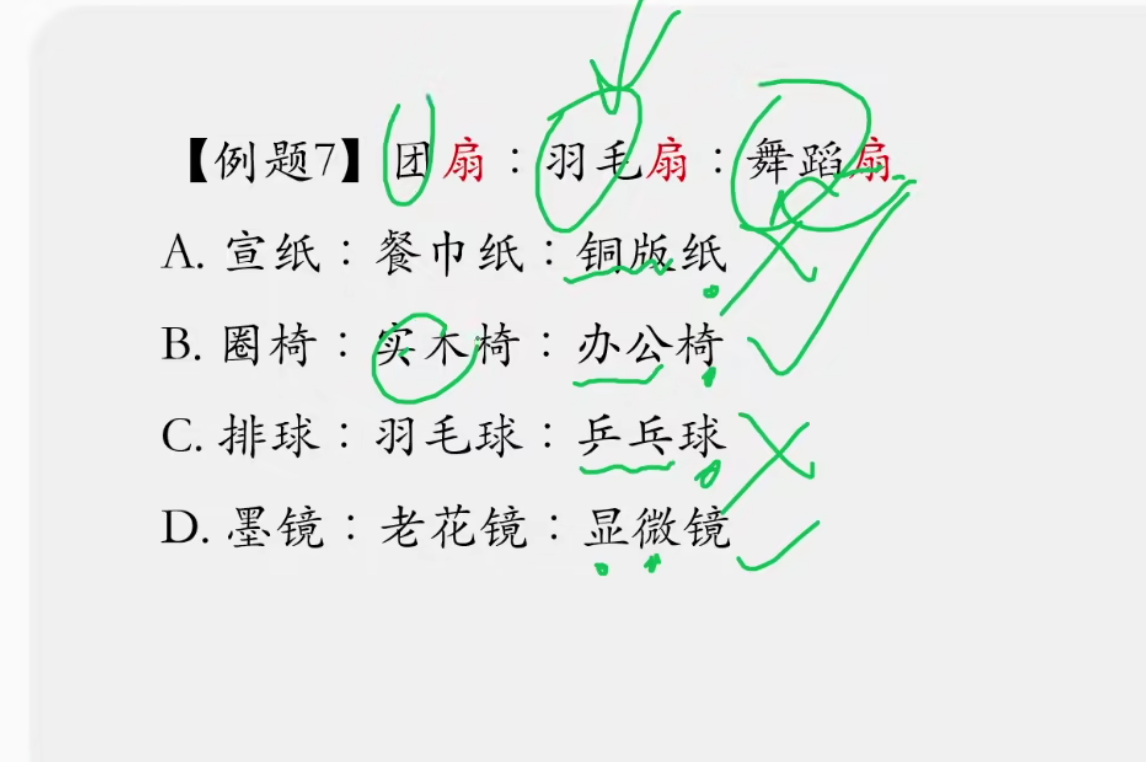 【例题7】团扇：羽毛扇：舞蹈扇
A. 宣纸：餐巾纸：铜版纸
B. 圈椅：实木椅：办公椅
C. 排球：羽毛球：乒乓球
D. 墨镜：老花镜：显微镜